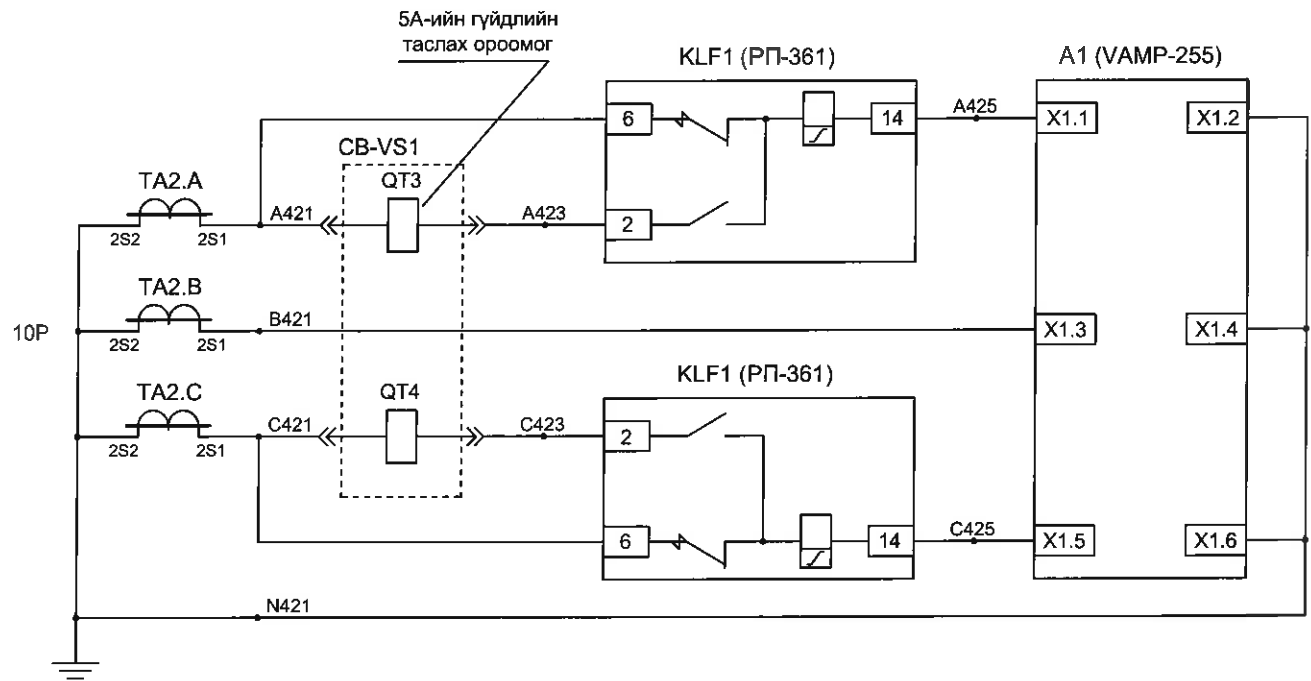 5А-ийн гүйдлийн
таслах ороомог
KLF1 (РП-361)
A1 (VAMP-255)
6
14
A425
X1.1
X1.2
CB-VS1
TA2.A
QT3
A421
A423
2
2S2
2S1
TA2.B
10P
B421
X1.3
X1.4
2S2
2S1
KLF1 (РП-361)
TA2.C
QT4
C421
C423
2
2S2
2S1
6
14
C425
X1.5
X1.6
N421